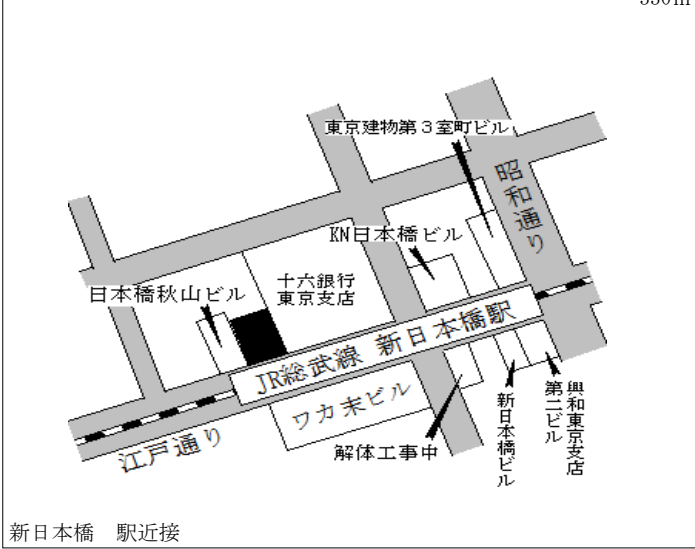 330m
東京建物第３室町ビル
昭和通り
KN日本橋ビル
十六銀行
東京支店
日本橋秋山ビル
JR総武線 新日本橋駅
ワカ末ビル
江戸通り
解体工事中
新日本橋ビル
第二ビル
興和東京支店
新日本橋　駅近接